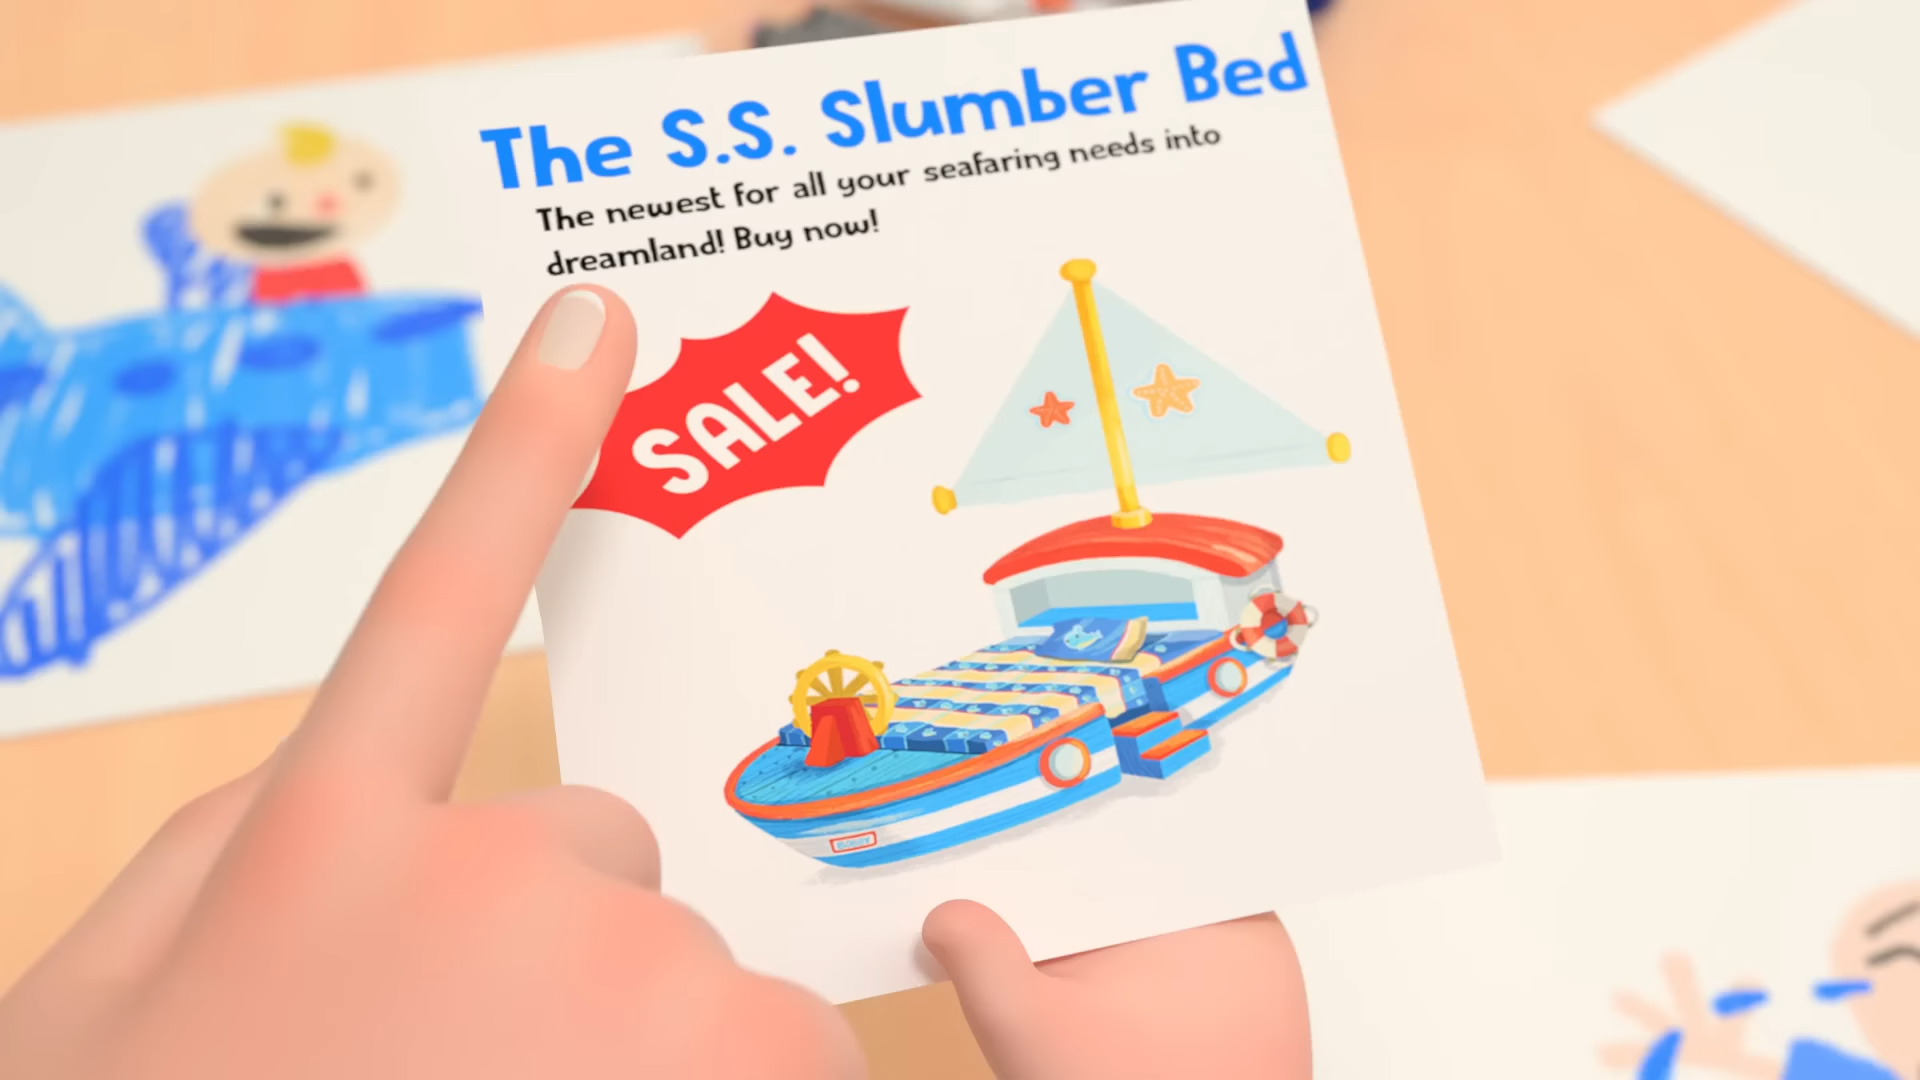 The S.S. Slumber Bed
The newest for all your seafaring needs into
dreamland! Buy now!
SALE!